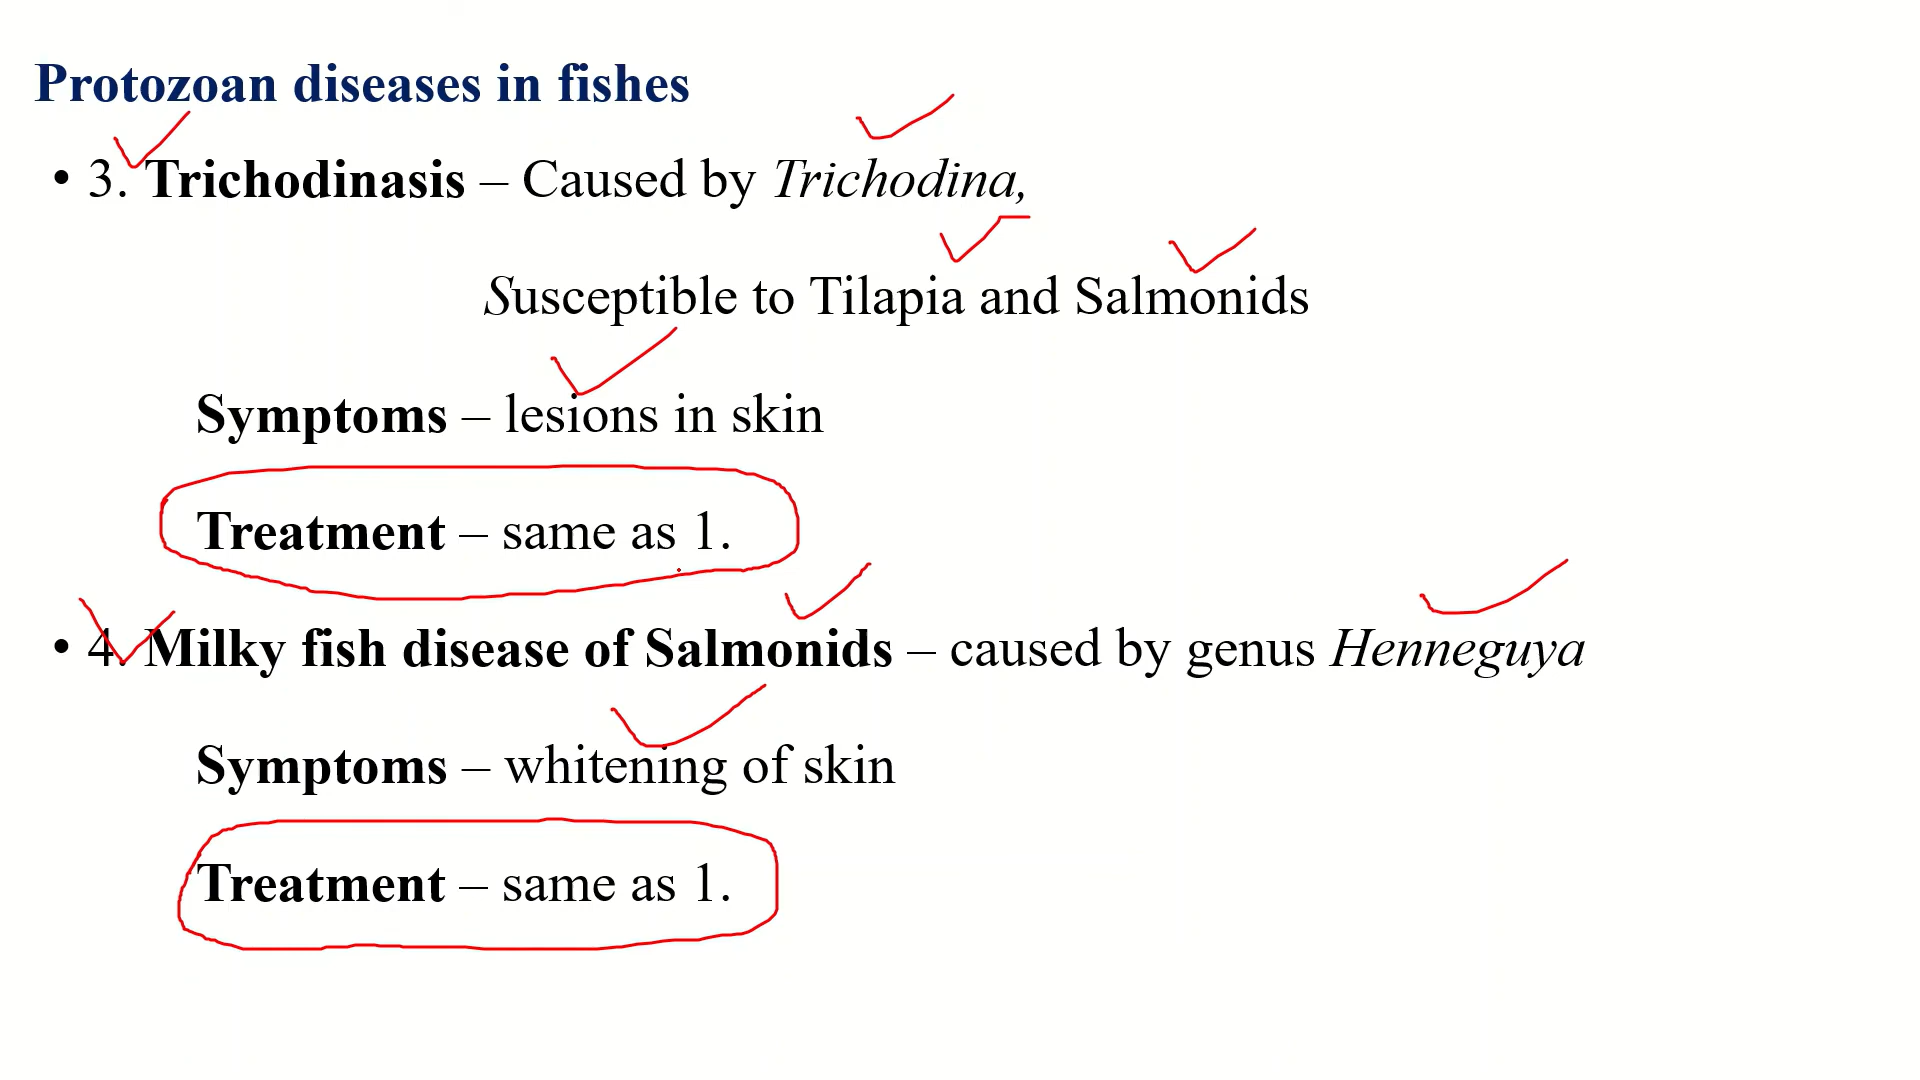 Protozoan diseases in fishes
• 3. Trichodinasis – Caused by Trichodina,
Susceptible to Tilapia and Salmonids
Symptoms – lesions in skin
Treatment – same as 1.
• 4. Milky fish disease of Salmonids – caused by genus Henneguya
Symptoms – whitening of skin
Treatment – same as 1.